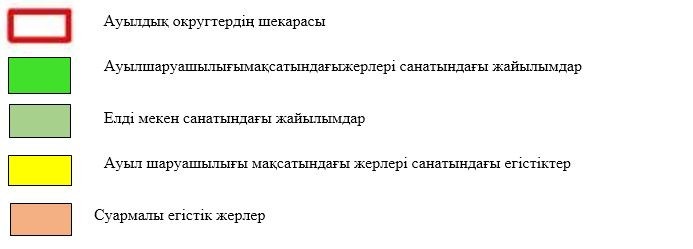 Ауылдық округтердің шекарасы
Ауылшаруашылығымақсатындағыжерлері санатындағы жайылымдар
Елді мекен санатындағы жайылымдар
Ауыл шаруашылығы мақсатындағы жерлері санатындағы егістіктер
Суармалы егістік жерлер